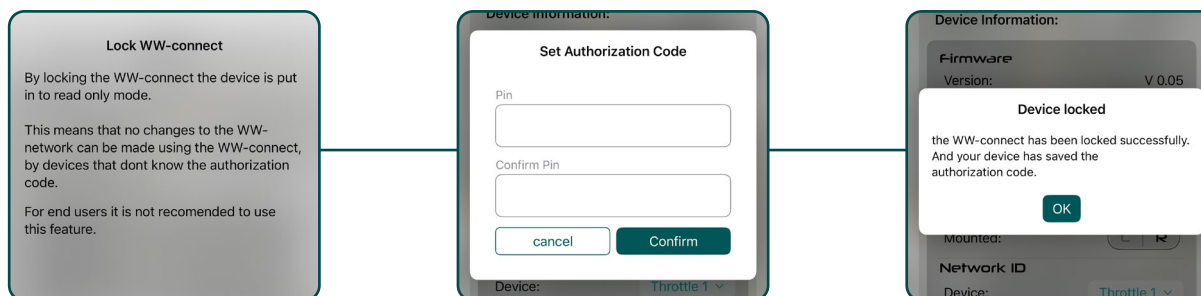 Lock WW-connect
By locking the WW-connect the device is put
in to read only mode.
This means that no changes to the WW-
network can be made using the WW-connect,
by devices that dont know the authorization
code.
For end users it is not recomended to use
this feature.
Device Information:
Set Authorization Code
Pin
Confirm Pin
cancel
Confirm
Device:
Throttle 1
Device Information:
Firmware
Version:
V 0.05
Device locked
the WW-connect has been locked successfully.
And your device has saved the
authorization code.
OK
Mounted:
L
R
Network ID
Device:
Throttle 1